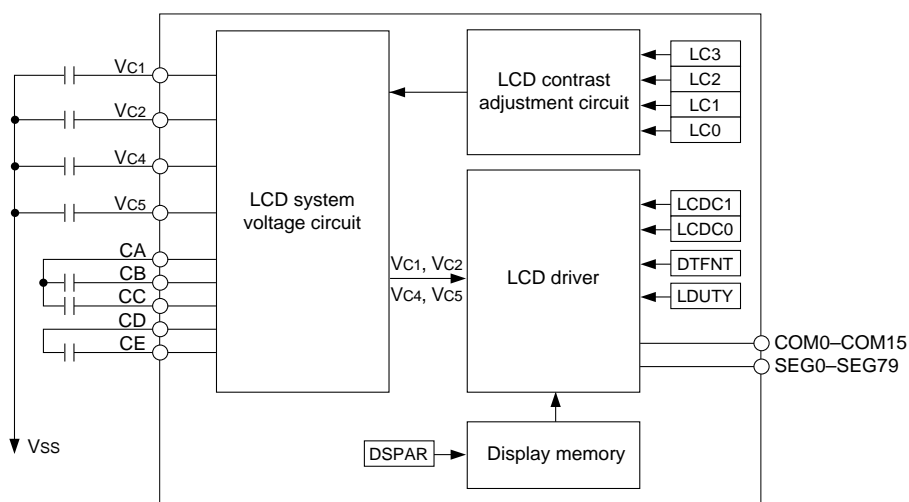 VC1
VC2
VC4
VC5
CA
CB
CC
CD
CE
VSS
LCD system
voltage circuit
LCD contrast
adjustment circuit
LC3
LC2
LC1
LC0
VC1, VC2
VC4, VC5
LCD driver
LCDC1
LCDC0
DTFNT
LDUTY
COM0–COM15
SEG0–SEG79
DSPAR
Display memory